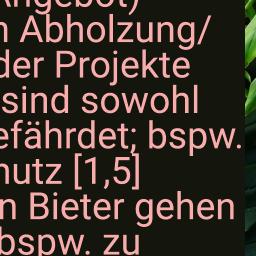 Angebot)
n Abholzung/
der Projekte
sind sowohl
efährdet; bspw.
hutz [1,5]
n Bieter gehen
bspw. zu